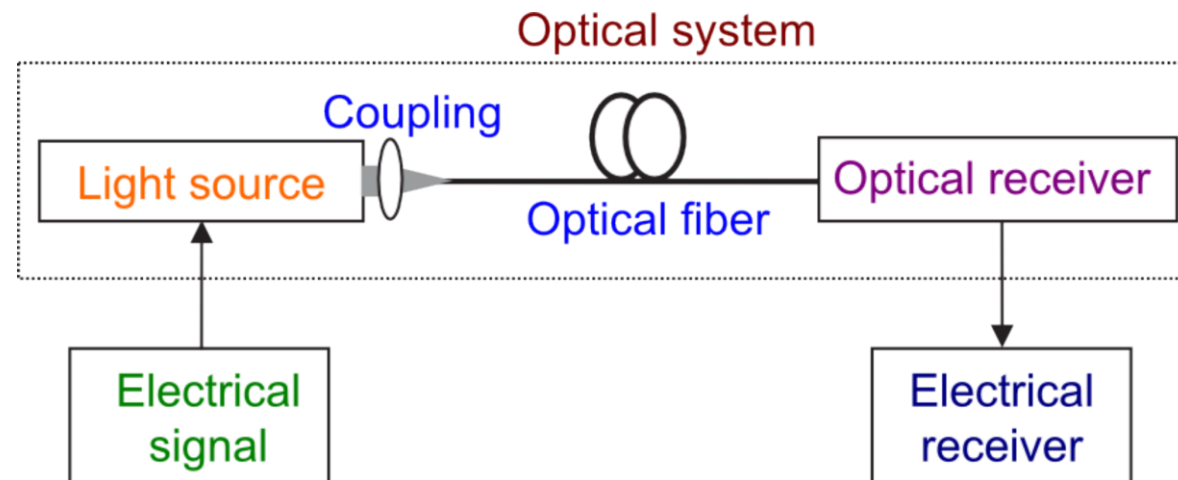 Optical system
Coupling
Light source
Optical fiber
Optical receiver
Electrical
signal
Electrical
receiver